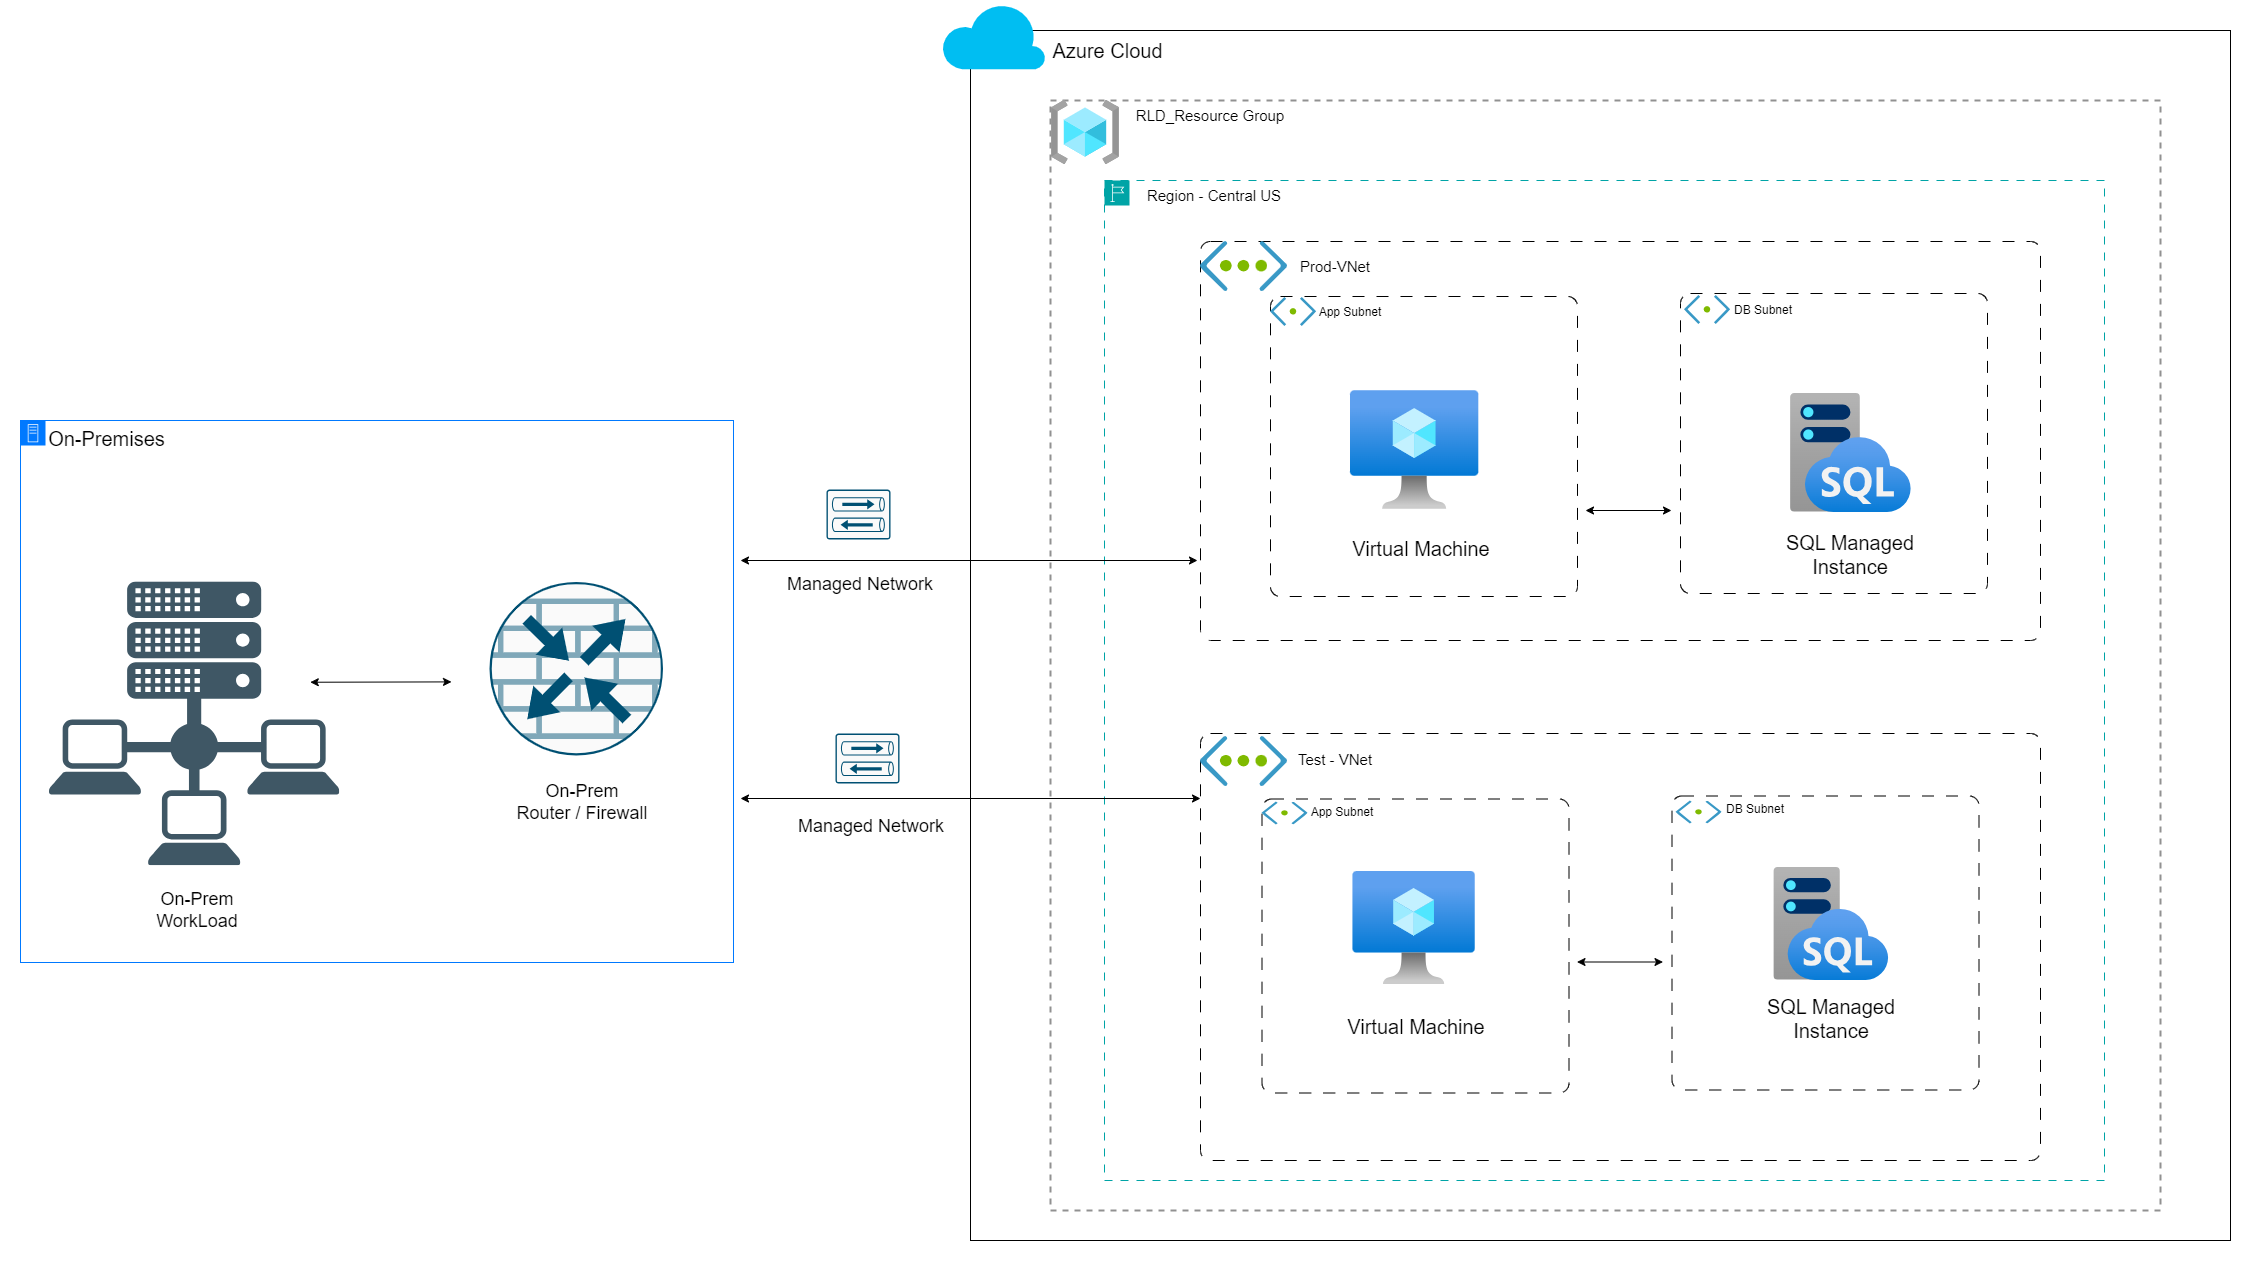 Azure Cloud
RLD_Resource Group
Region - Central US
Prod-VNet
App Subnet
DB Subnet
SQL
Virtual Machine
SQL Managed
Instance
On-Premises
Managed Network
On-Prem
Router / Firewall
On-Prem
WorkLoad
Managed Network
Test - VNet
App Subnet
DB Subnet
SQL
Virtual Machine
SQL Managed
Instance